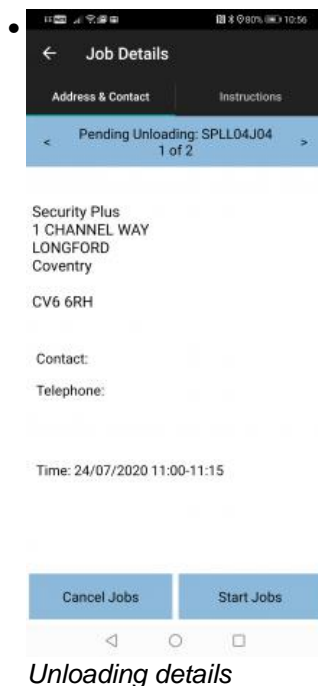 80% 10:56
Job Details
Address & Contact Instructions
< Pending Unloading: SPLL04J04 >
1 of 2
Security Plus
1 CHANNEL WAY
LONGFORD
Coventry
CV6 6RH
Contact:
Telephone:
Time: 24/07/2020 11:00-11:15
Cancel Jobs Start Jobs
Unloading details